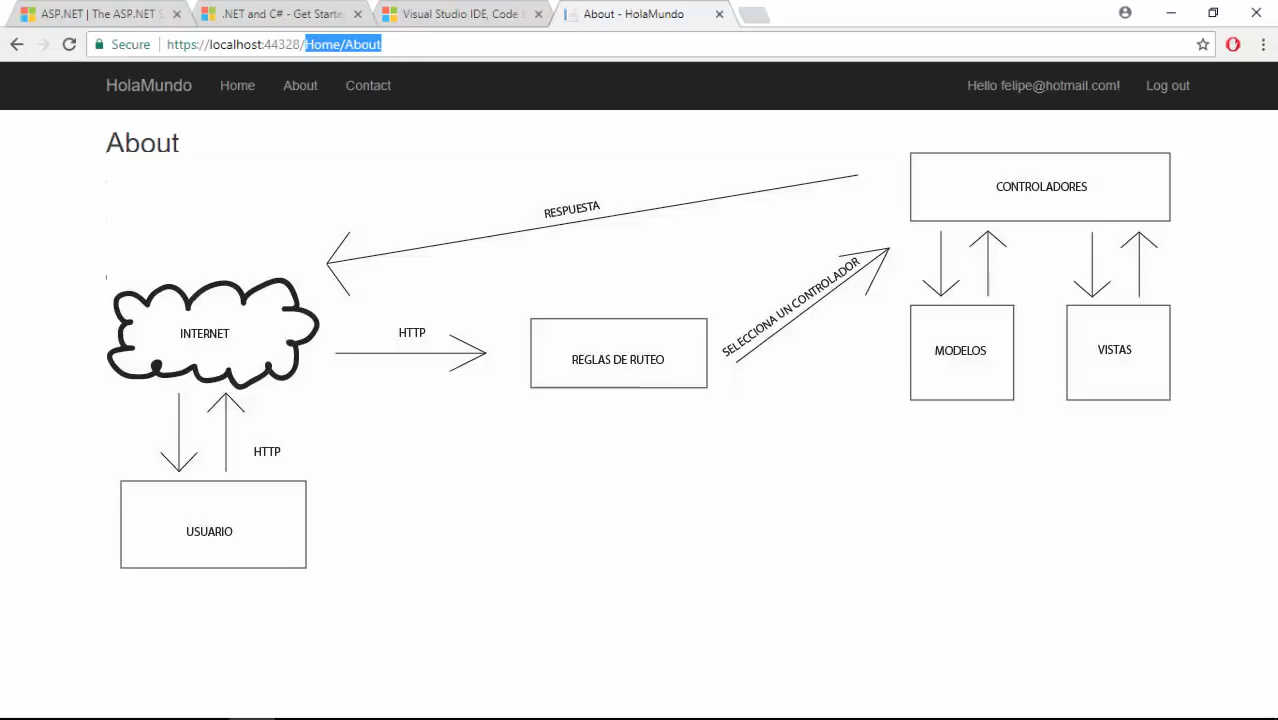 ASP.NET | The ASP.NET S
.NET and C# - Get Starte
Visual Studio IDE, Code E
About - HolaMundo
Secure
https://localhost:44328/Home/About
HolaMundo
Home
About
Contact
Hello felipe@hotmail.com!
Log out
About
CONTROLADORES
RESPUESTA
SELECCIONA UN CONTROLADOR
INTERNET
HTTP
REGLAS DE RUTEO
MODELOS
VISTAS
HTTP
USUARIO